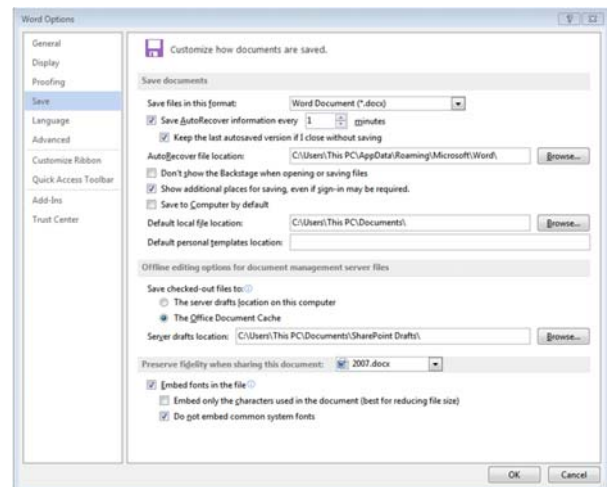 Word Options
General
Display
Proofing
Save
Language
Advanced
Customize Ribbon
Quick Access Toolbar
Add-Ins
Trust Center
Customize how documents are saved.
Save documents
Save files in this format: Word Document (*.docx)
Save AutoRecover information every 1 minutes
Keep the last autosaved version if I close without saving
AutoRecover file location: C:\Users\This PC\AppData\Roaming\Microsoft\Word\ Browse...
Don't show the Backstage when opening or saving files
Show additional places for saving, even if sign-in may be required.
Save to Computer by default
Default local file location: C:\Users\This PC\Documents\ Browse...
Default personal templates location:
Offline editing options for document management server files
Save checked-out files to:
The server drafts location on this computer
The Office Document Cache
Server drafts location: C:\Users\This PC\Documents\SharePoint Drafts\ Browse...
Preserve fidelity when sharing this document: 2007.docx
Embed fonts in the file
Embed only the characters used in the document (best for reducing file size)
Do not embed common system fonts
OK Cancel